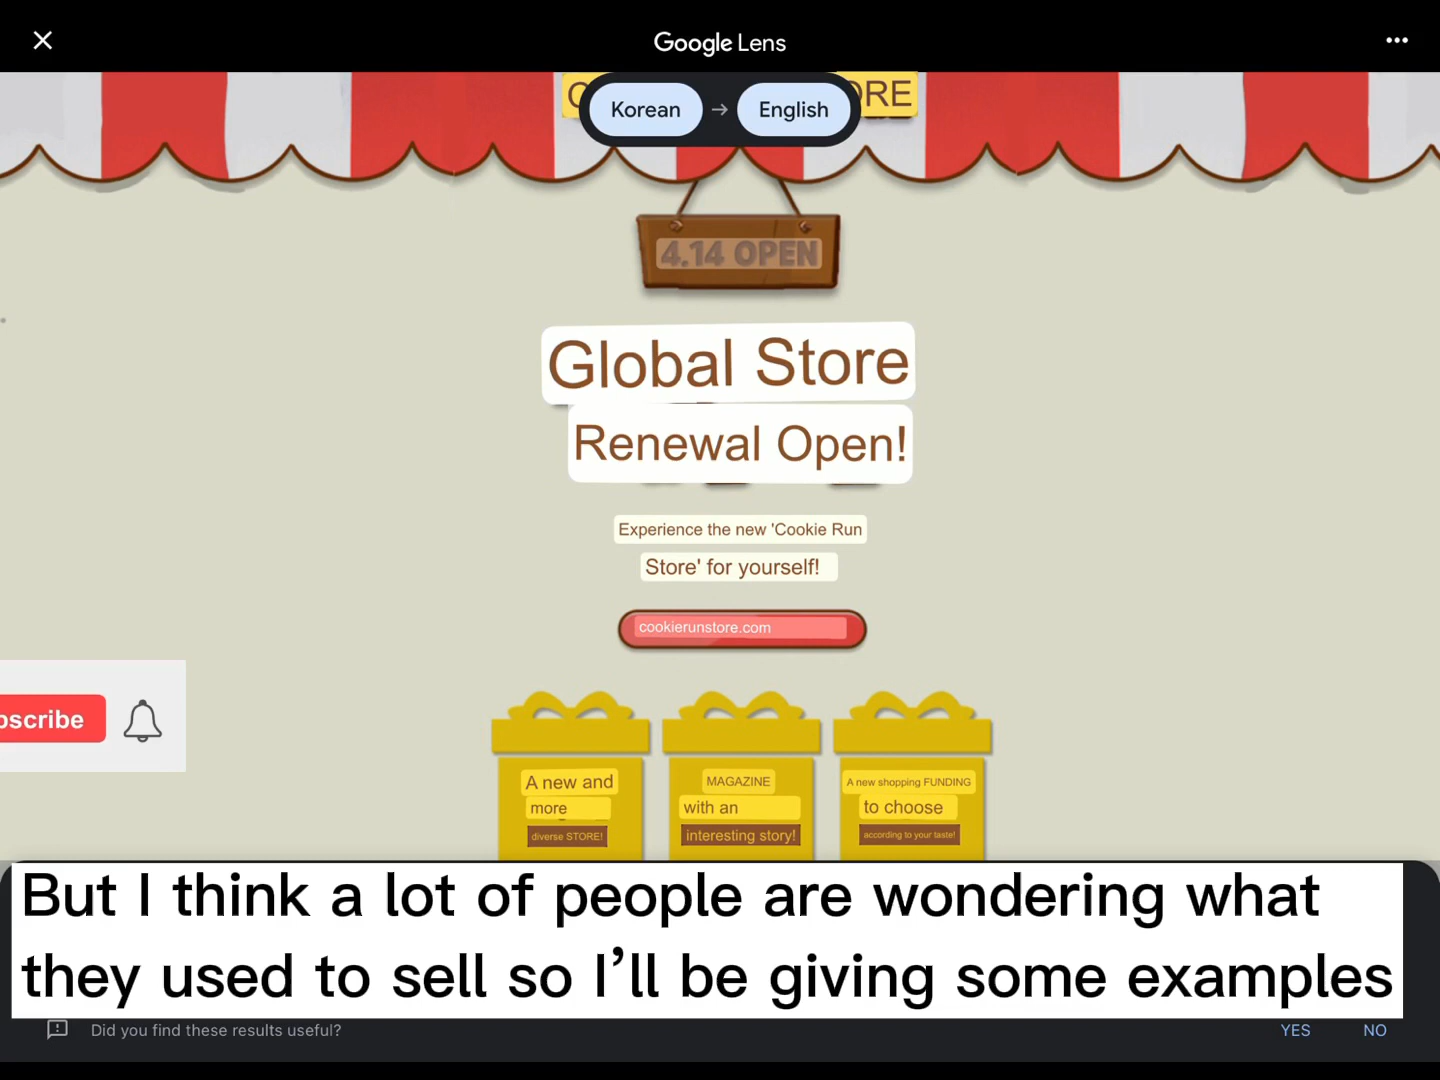 Google Lens
Korean → English
ORE
4.14 OPEN
Global Store
Renewal Open!
Experience the new 'Cookie Run
Store' for yourself!
cookierunstore.com
bscribe
A new and
more
diverse STORE!
MAGAZINE
with an
interesting story!
A new shopping FUNDING
to choose
according to your taste!
But I think a lot of people are wondering what
they used to sell so I’ll be giving some examples
Did you find these results useful?
YES
NO